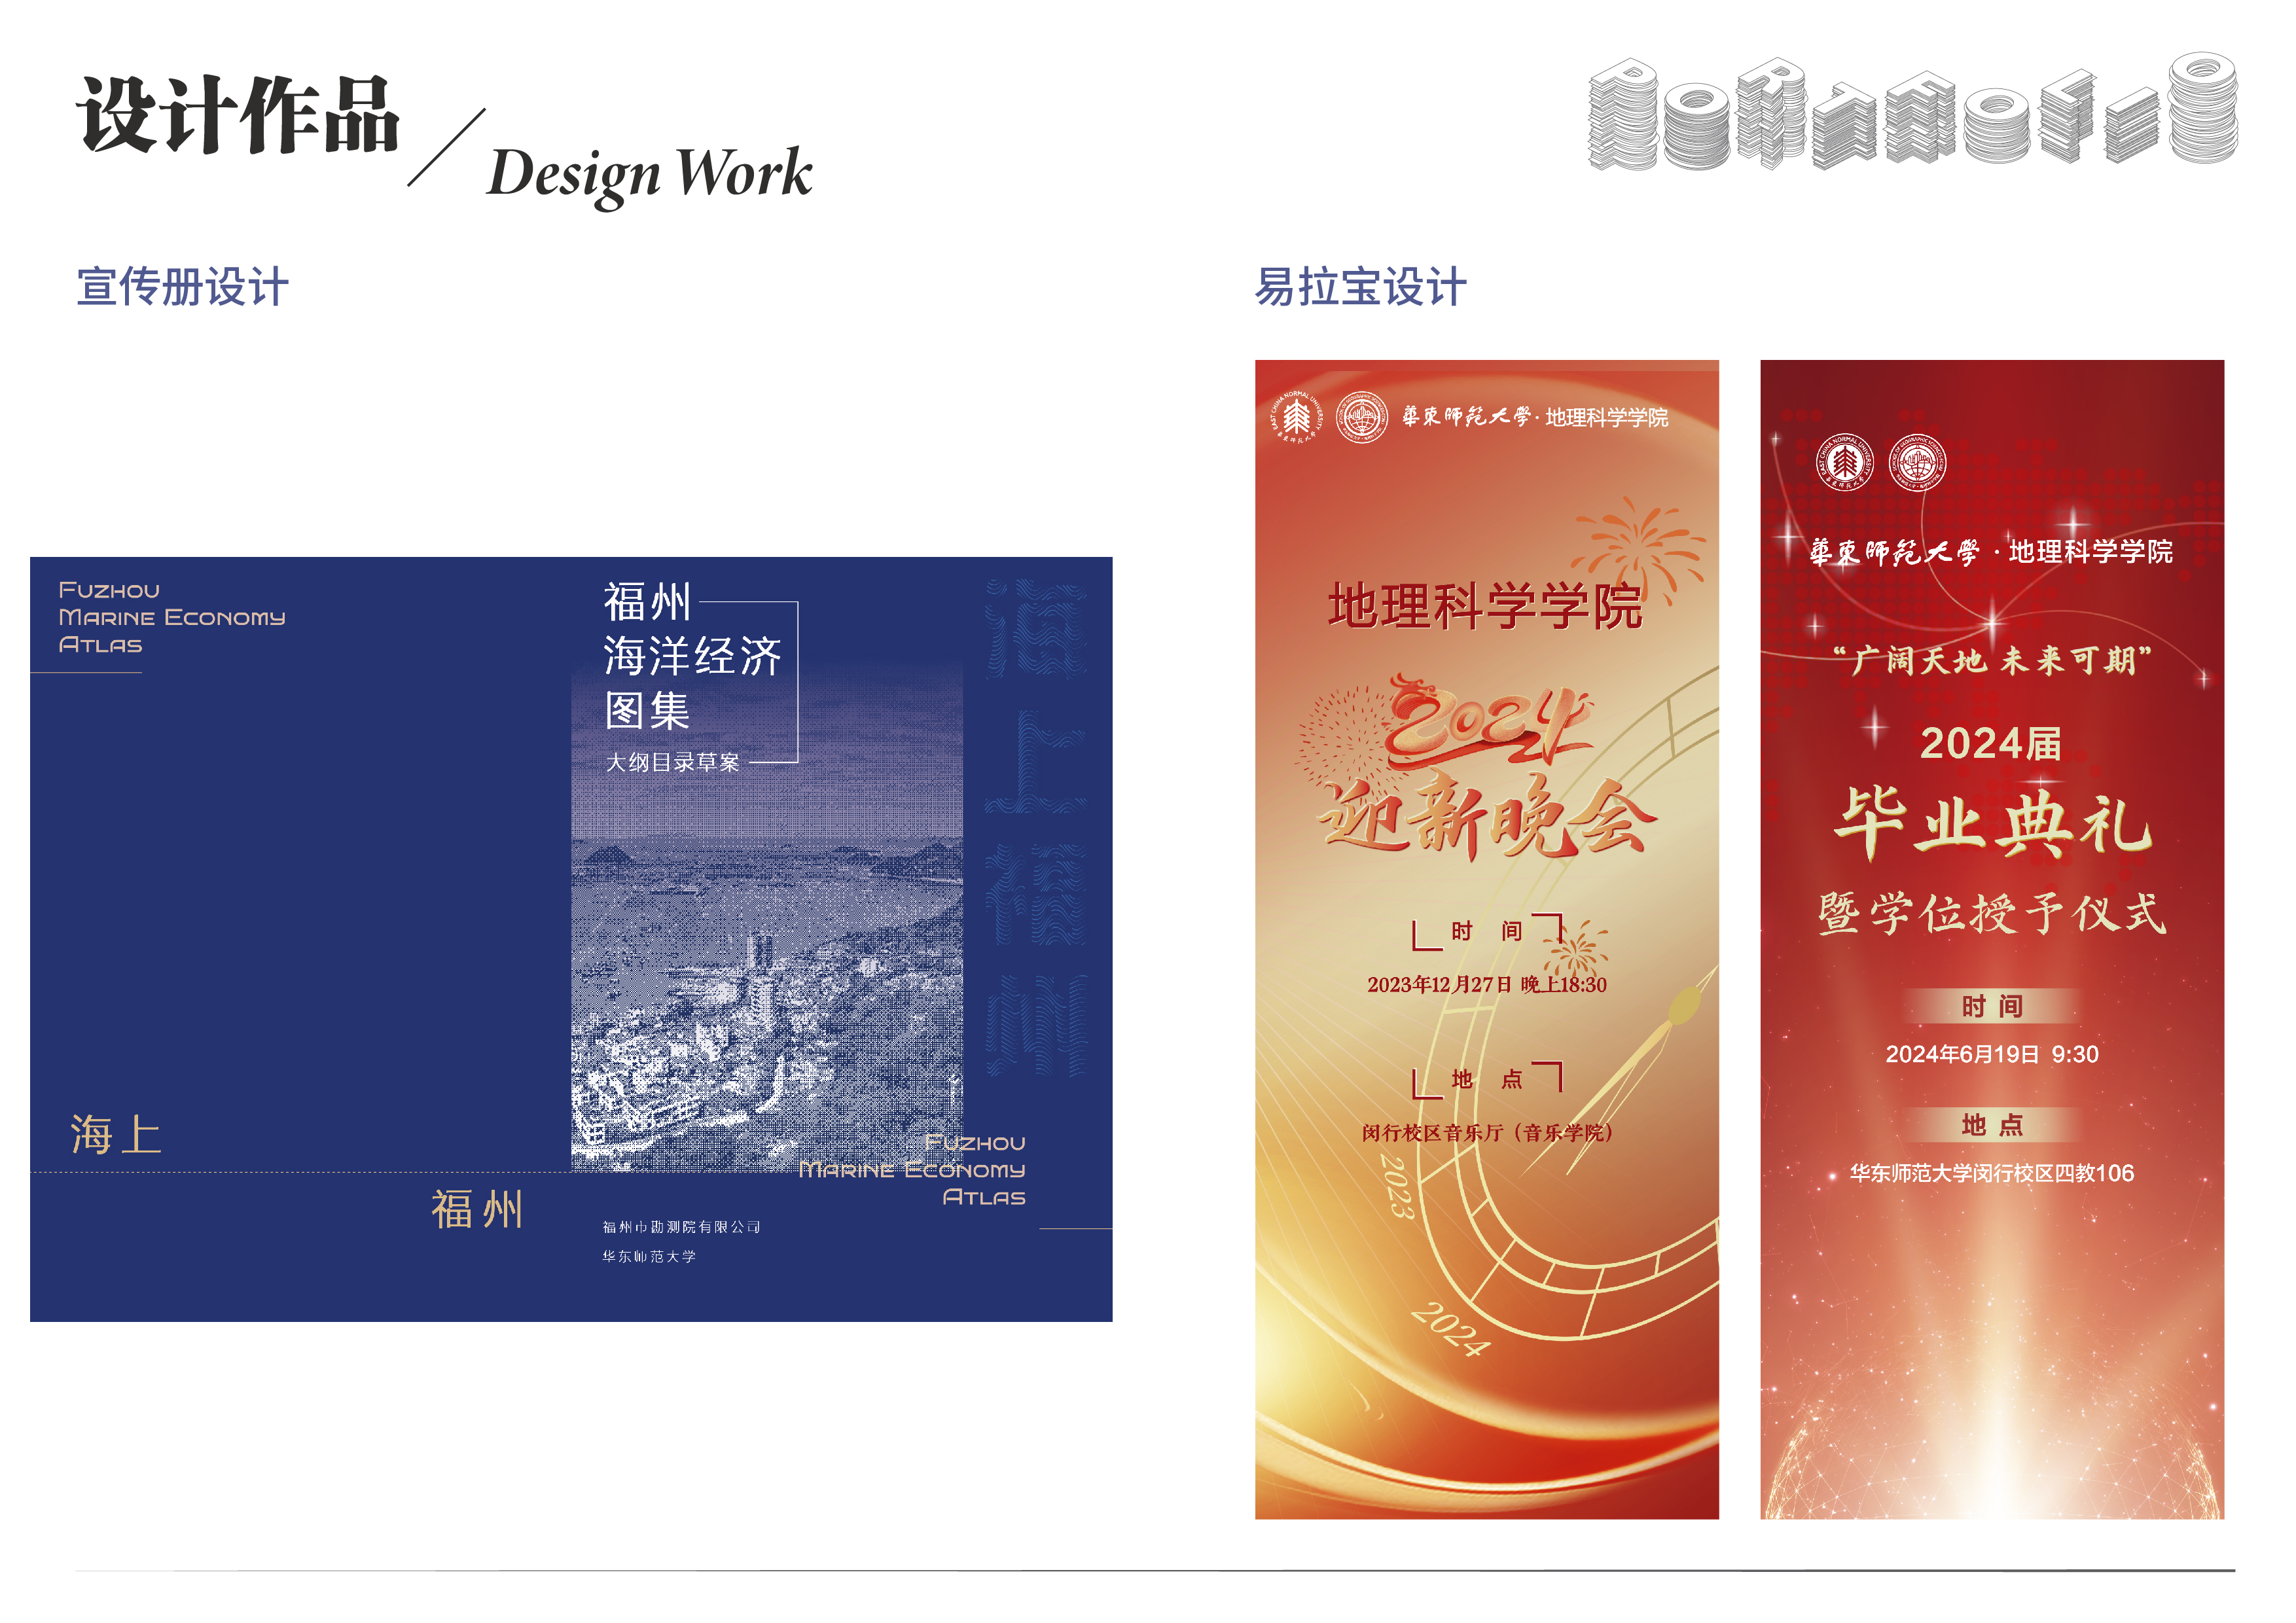 设计作品
Design Work
PORTFOLIO
宣传册设计
FUZHOU
MARINE ECONOMY
ATLAS
海上
福州
福州
海洋经济
图集
大纲目录草案
海上福州
FUZHOU
MARINE ECONOMY
ATLAS
福州市勘测院有限公司
华东师范大学
易拉宝设计
EAST CHINA NORMAL UNIVERSITY
華東師範大學·地理科学学院
地理科学学院
2024
迎新晚会
时 间
2023年12月27日 晚上18:30
地 点
闵行校区音乐厅（音乐学院）
2023
2024
EAST CHINA NORMAL UNIVERSITY
華東師範大學·地理科学学院
“广阔天地 未来可期”
2024届
毕业典礼
暨学位授予仪式
时 间
2024年6月19日 9:30
地 点
华东师范大学闵行校区四教106